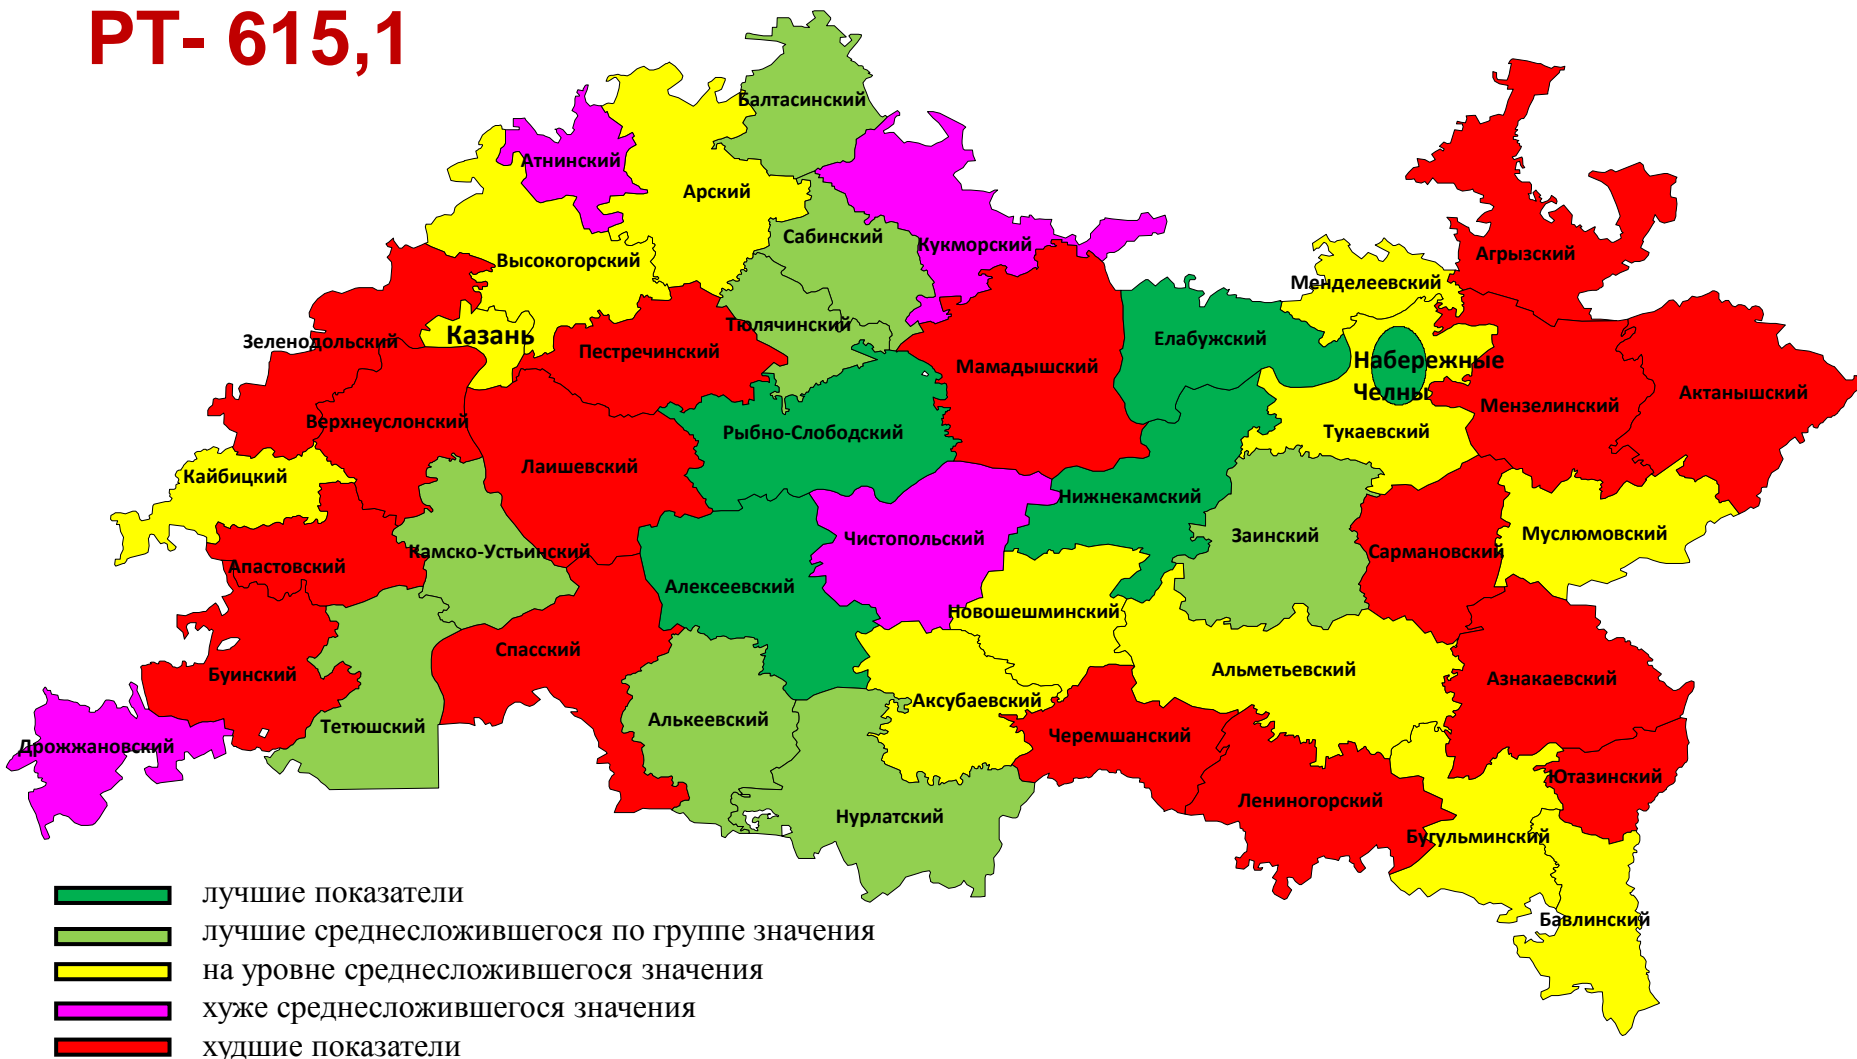 РТ- 615,1
Балтасинский
Атнинский
Арский
Сабинский
Кукморский
Высокогорский
Агрызский
Менделеевский
Тюлячинский
Казань
Зеленодольский
Пестречинский
Елабужский
Мамадышский
Набережные
Челны
Актанышский
Мензелинский
Верхнеуслонский
Рыбно-Слободский
Тукаевский
Лаишевский
Кайбицкий
Нижнекамский
Муслюмовский
Заинский
Чистопольский
Камско-Устьинский
Сармановский
Апастовский
Алексеевский
Новошешминский
Спасский
Буинский
Альметьевский
Азнакаевский
Аксубаевский
Алькеевский
Тетюшский
Черемшанский
Дрожжановский
Ютазинский
Лениногорский
Нурлатский
Бугульминский
Бавлинский
лучшие показатели
лучшие среднесложившегося по группе значения
на уровне среднесложившегося значения
хуже среднесложившегося значения
худшие показатели